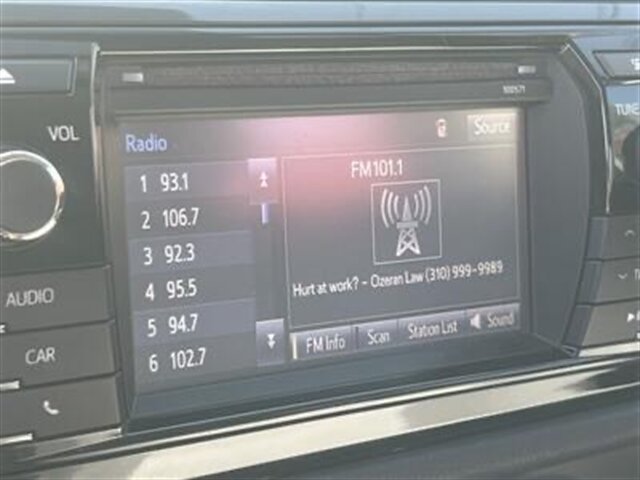 100571
VOL
TUNE
Radio
Source
FM101.1
1 93.1
2 106.7
3 92.3
4 95.5
5 94.7
6 102.7
Hurt at work? - Ozeran Law (310) 999-9989
FM Info
Scan
Station List
Sound
AUDIO
CAR